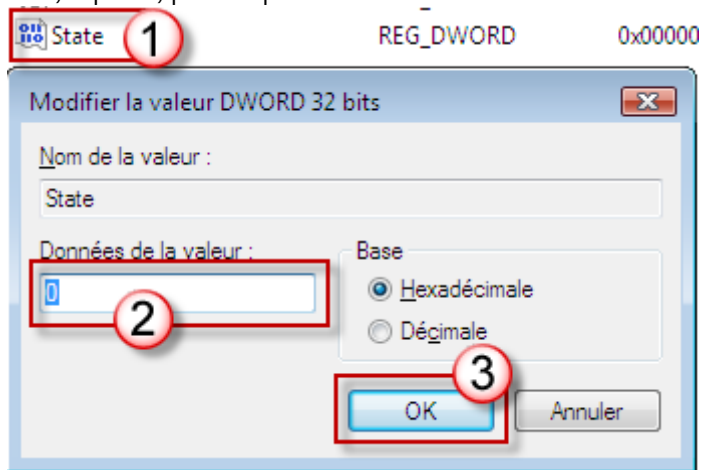 State 1 REG_DWORD 0x00000
Modifier la valeur DWORD 32 bits
Nom de la valeur :
State
Données de la valeur : Base
0 Hexadécimale
2 Décimale
3
OK Annuler